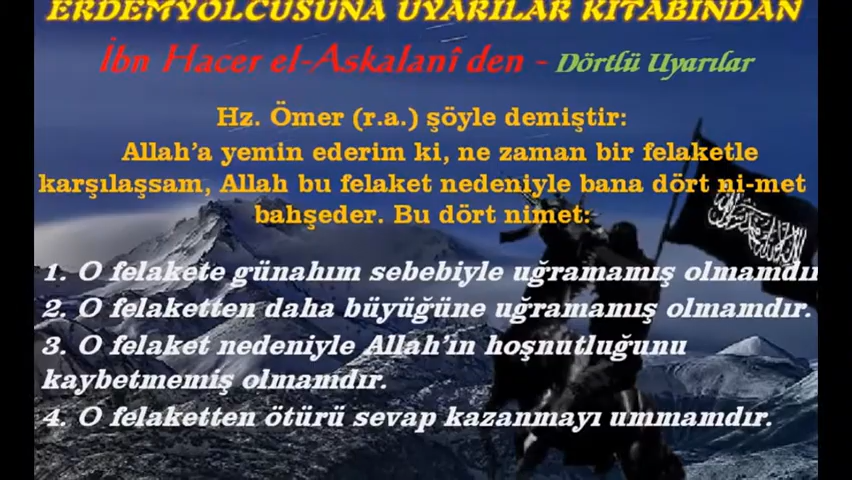 ERDEMYOLCUSUNA UYARILAR KİTABINDAN
İbn Hacer el-Askalanî den - Dörtlü Uyarılar
Hz. Ömer (r.a.) şöyle demiştir:
Allah'a yemin ederim ki, ne zaman bir felaketle
karşılaşsam, Allah bu felaket nedeniyle bana dört ni-met
bahşeder. Bu dört nimet:
1. O felakete günahım sebebiyle uğramamış olmamdır
2. O felaketten daha büyüğüne uğramamış olmamdır.
3. O felaket nedeniyle Allah'ın hoşnutluğunu
kaybetmemiş olmamdır.
4. O felaketten ötürü sevap kazanmayı ummamdır.